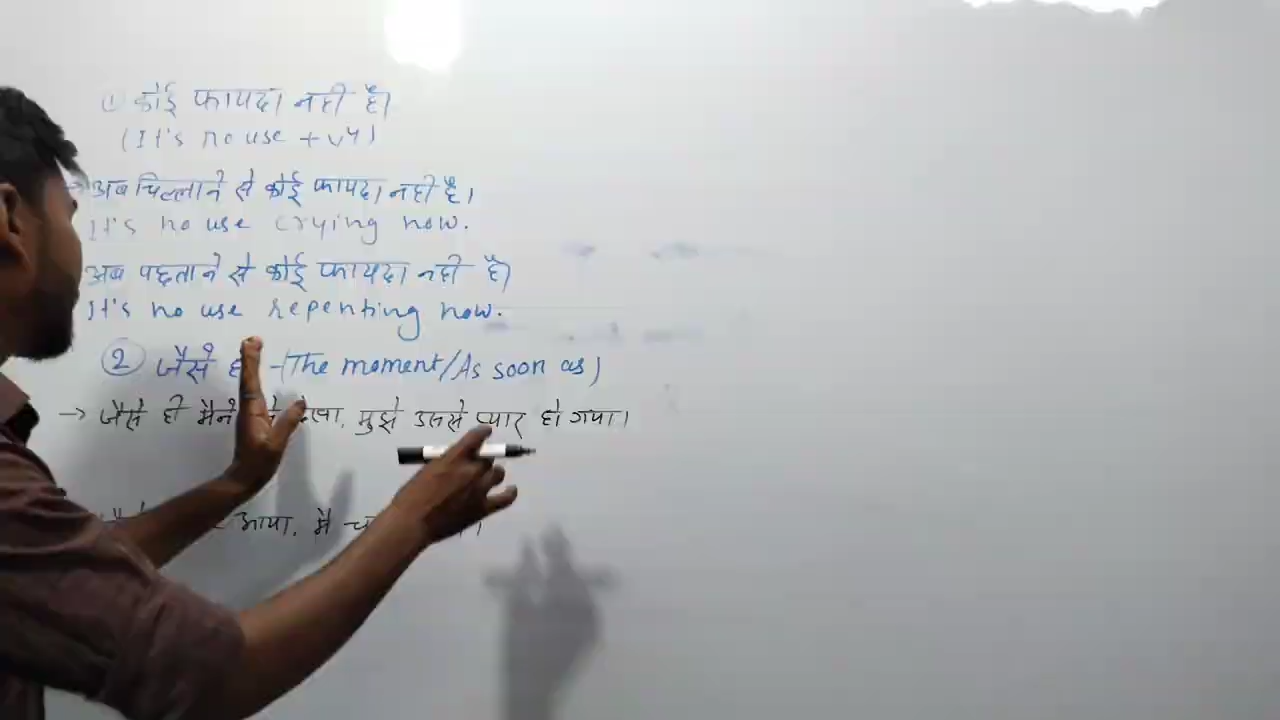 ① कोई फायदा नही है।
(It's no use + v4)
→ अब चिल्लाने से कोई फायदा नही है।
It's no use crying now.
अब पछताने से कोई फायदा नही है।
It's no use repenting now.
② जैसे -(The moment/As soon as)
→ जैसे ही मैने मुझे उससे प्यार हो गया।
आया, मै